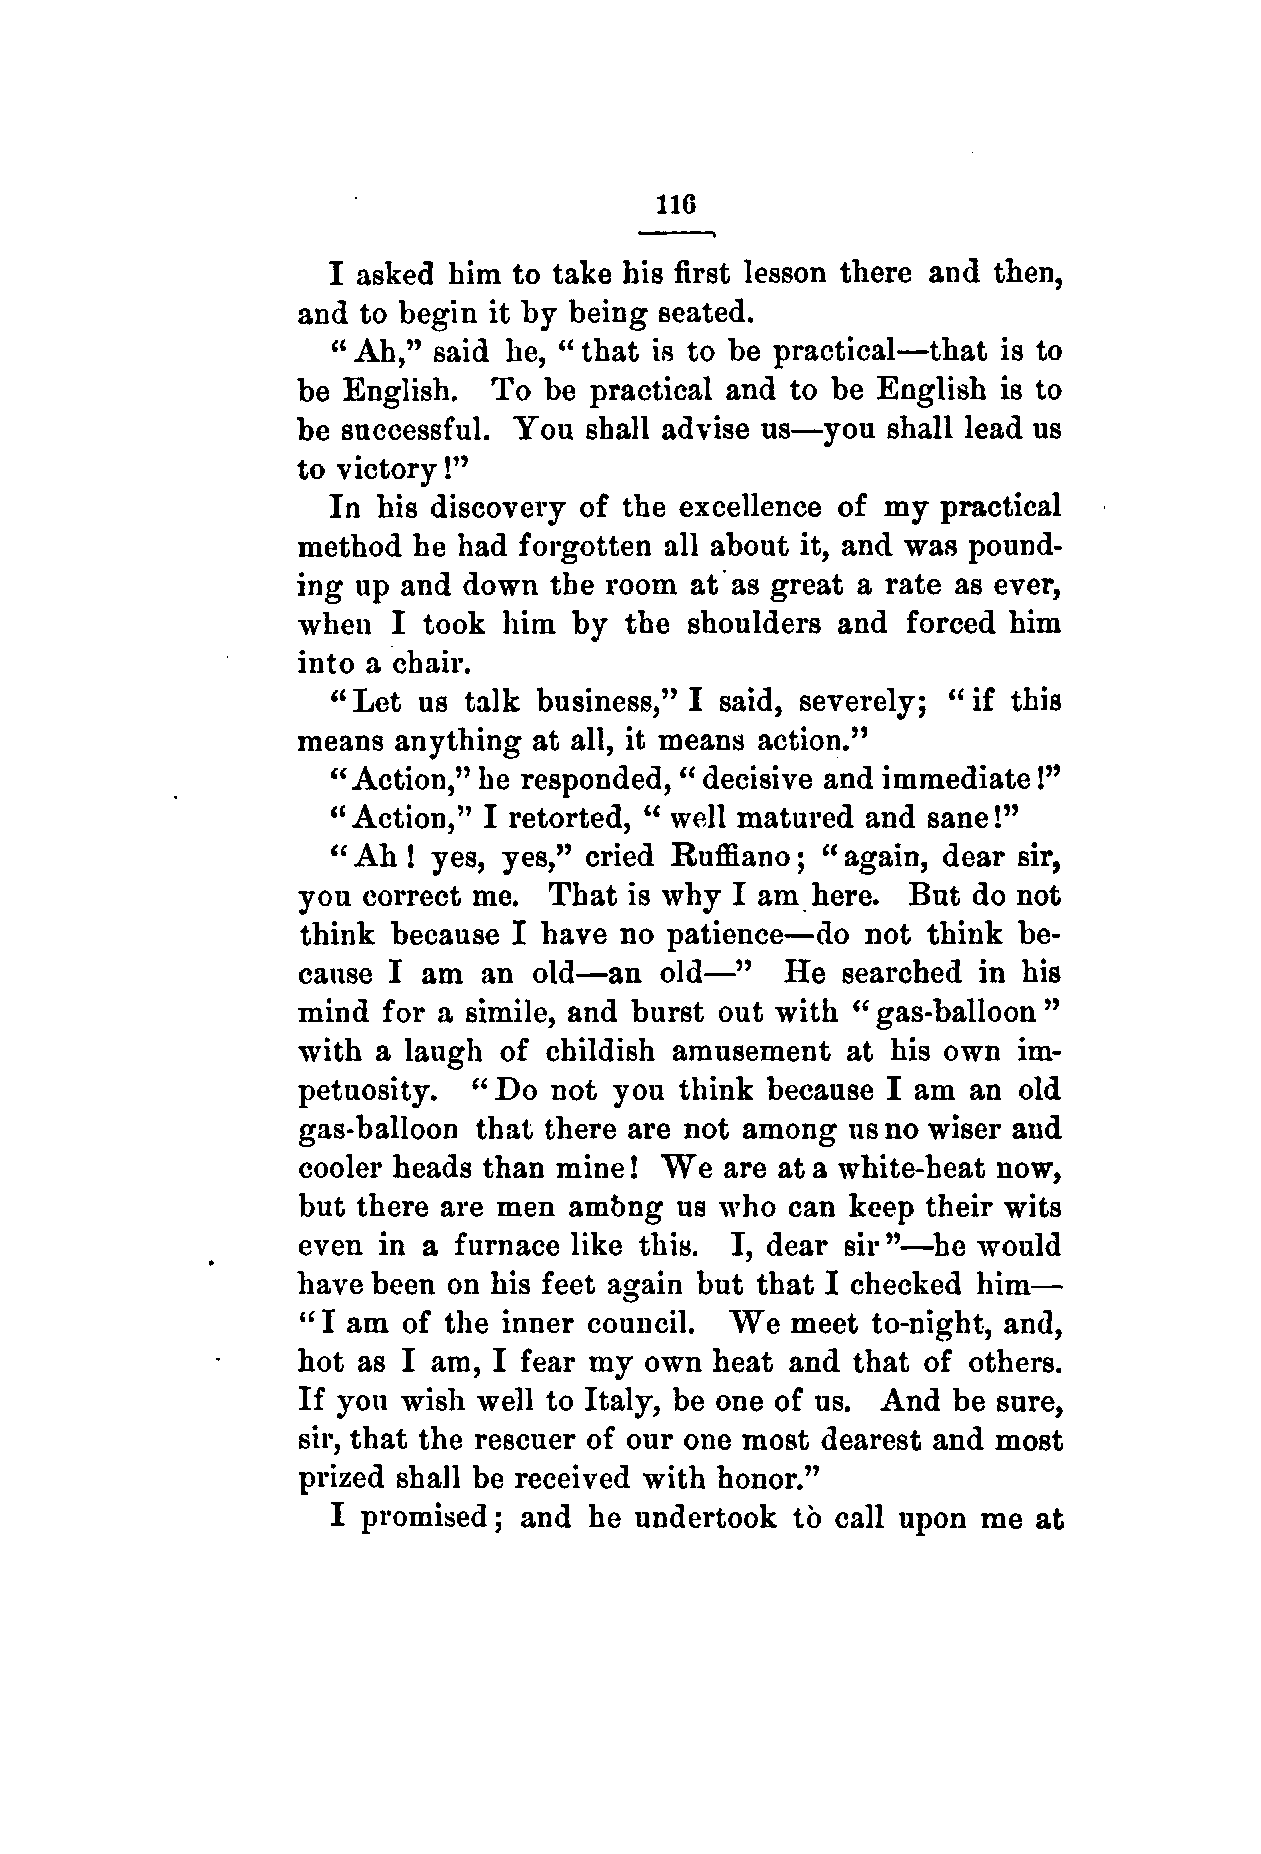 116
I asked him to take his first lesson there and then,
and to begin it by being seated.
“Ah,” said he, “that is to be practical—that is to
be English. To be practical and to be English is to
be successful. You shall advise us—you shall lead us
to victory!”
In his discovery of the excellence of my practical
method he had forgotten all about it, and was pound-
ing up and down the room at as great a rate as ever,
when I took him by the shoulders and forced him
into a chair.
“Let us talk business,” I said, severely; “if this
means anything at all, it means action.”
“Action,” he responded, “decisive and immediate!”
“Action,” I retorted, “well matured and sane!”
“Ah! yes, yes,” cried Ruffiano; “again, dear sir,
you correct me. That is why I am here. But do not
think because I have no patience—do not think be-
cause I am an old—an old—” He searched in his
mind for a simile, and burst out with “gas-balloon”
with a laugh of childish amusement at his own im-
petuosity. “Do not you think because I am an old
gas-balloon that there are not among us no wiser and
cooler heads than mine! We are at a white-heat now,
but there are men among us who can keep their wits
even in a furnace like this. I, dear sir”—he would
have been on his feet again but that I checked him—
“I am of the inner council. We meet to-night, and,
hot as I am, I fear my own heat and that of others.
If you wish well to Italy, be one of us. And be sure,
sir, that the rescuer of our one most dearest and most
prized shall be received with honor.”
I promised; and he undertook to call upon me at